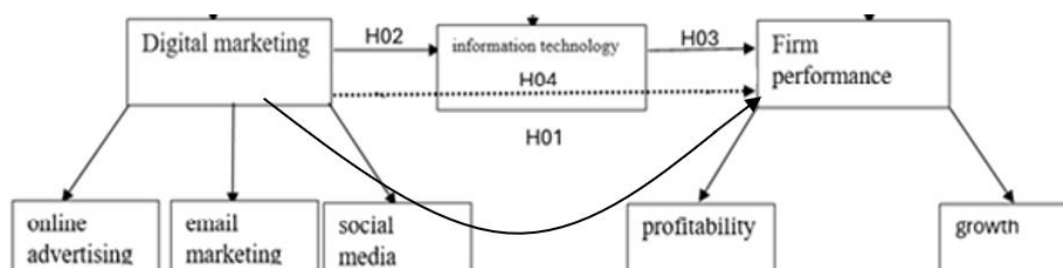 Digital marketing
H02
information technology
H03
Firm
performance
H04
H01
online
advertising
email
marketing
social
media
profitability
growth